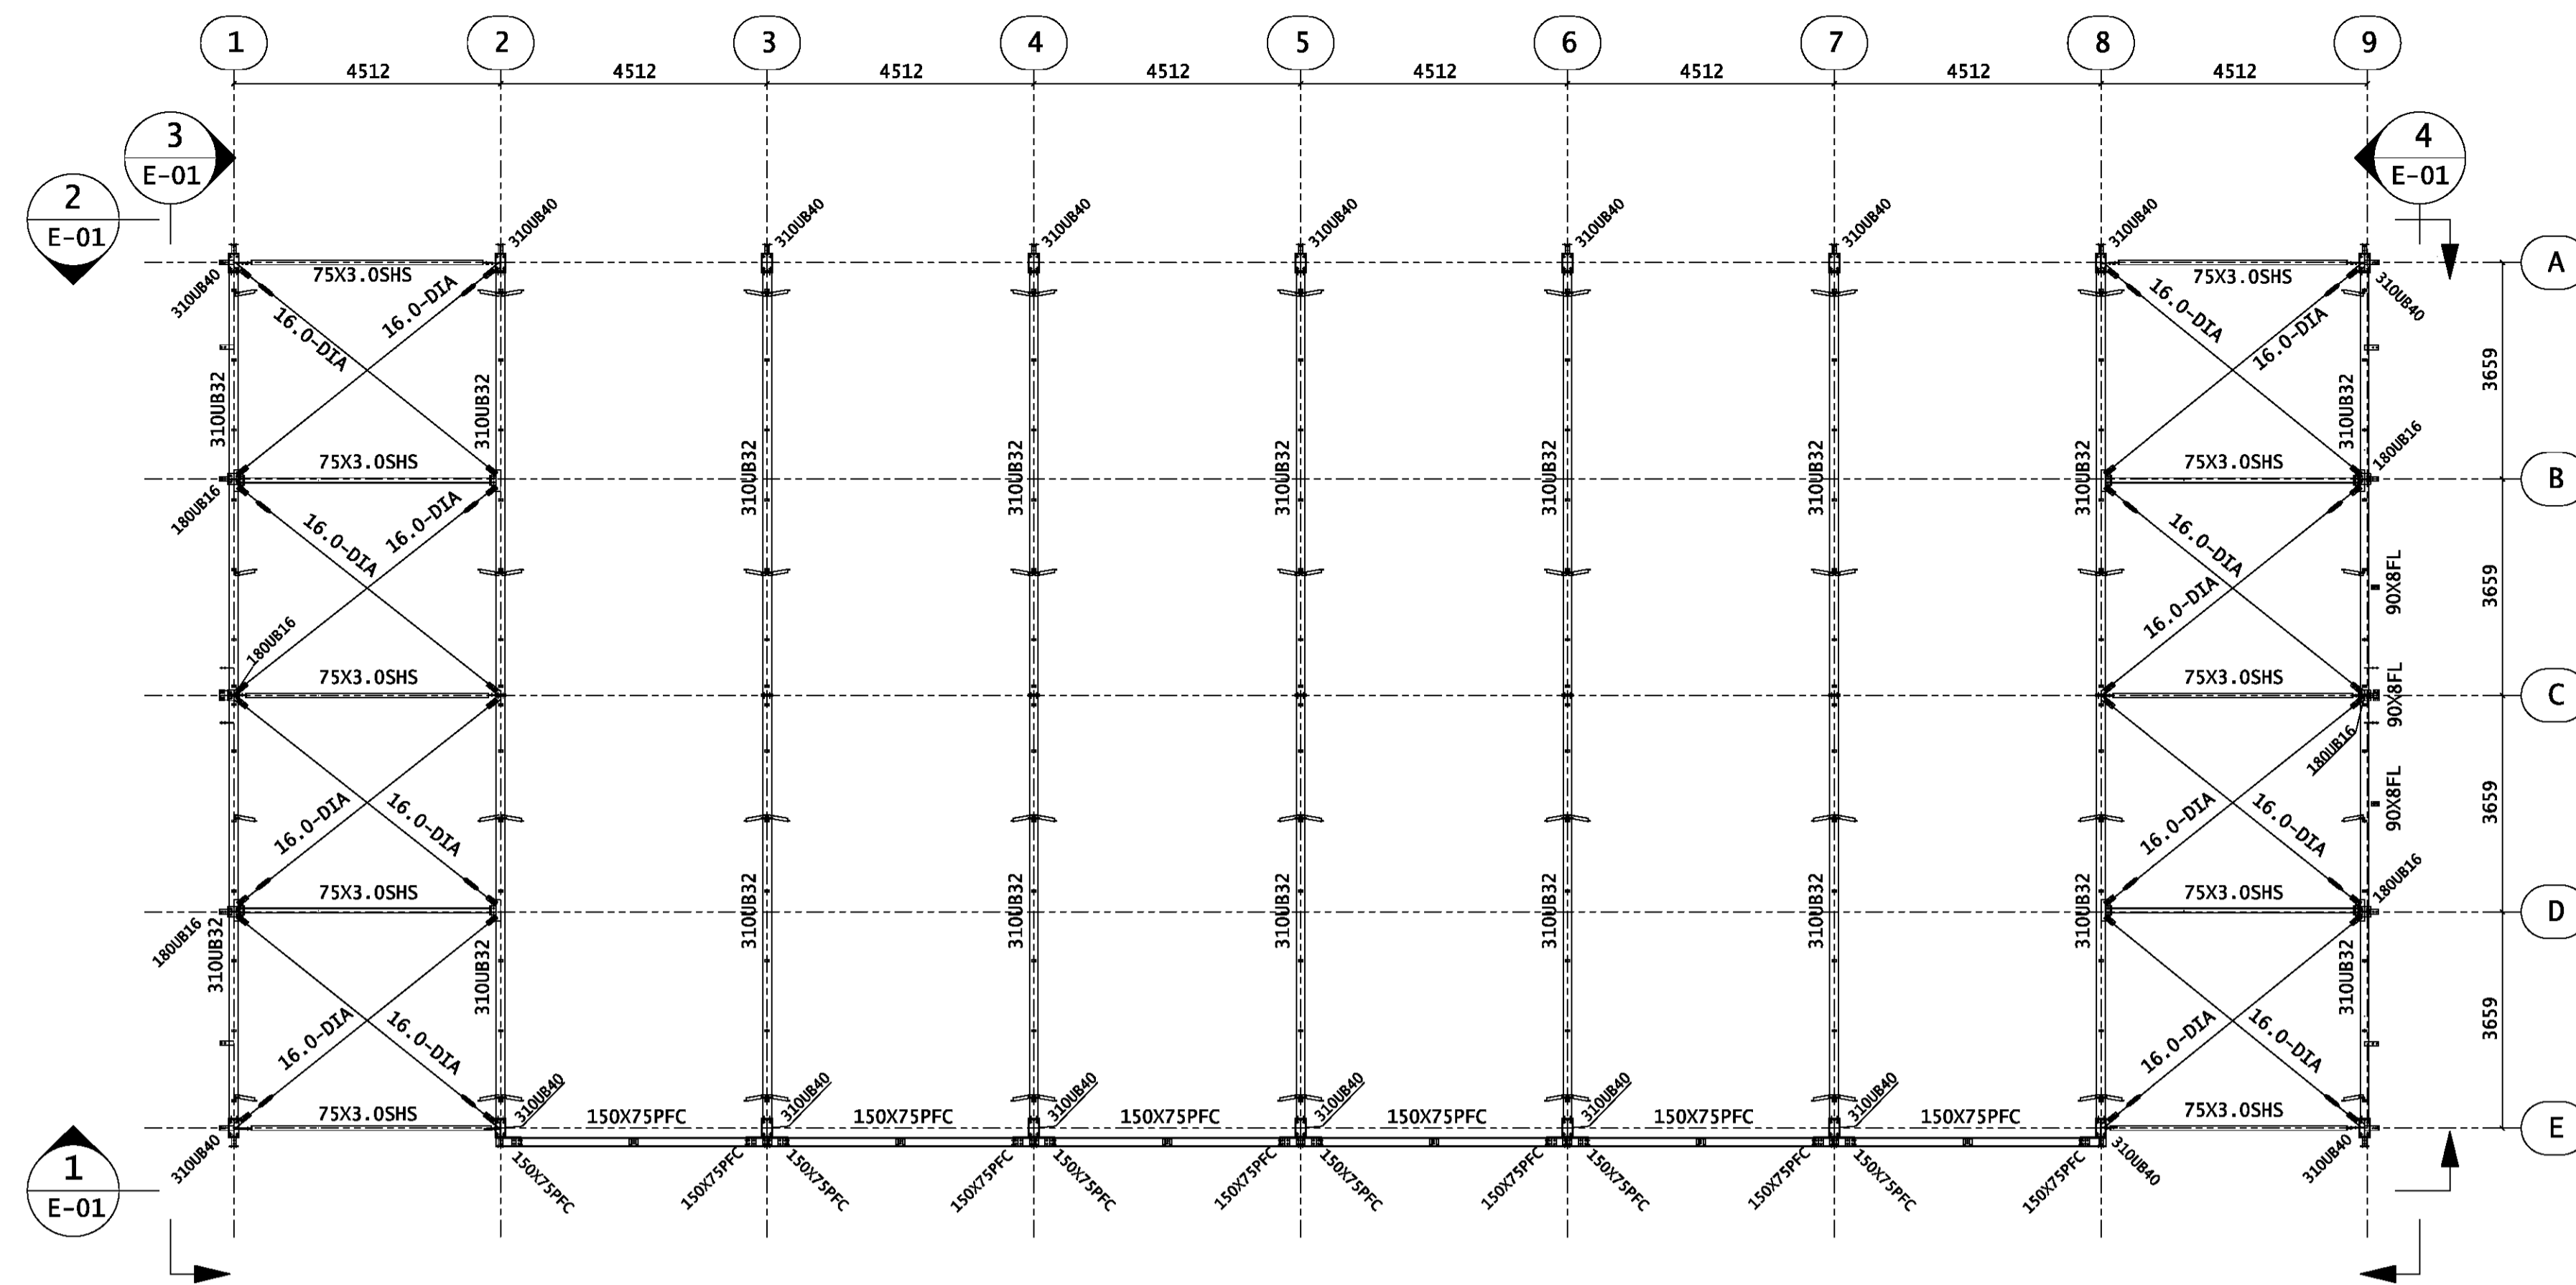 1 2 3 4 5 6 7 8 9
4512 4512 4512 4512 4512 4512 4512 4512
3
E-01
4
E-01
2
E-01
310UB40 310UB40 310UB40 310UB40 310UB40 310UB40 310UB40
A
310UB40 75X3.0SHS 75X3.0SHS 310UB40
16.0-DIA 16.0-DIA 16.0-DIA 16.0-DIA
3659
310UB32 310UB32 310UB32
180UB16
75X3.0SHS 75X3.0SHS
B
310UB32 310UB32 310UB32 310UB32 310UB32 310UB32
180UB16
16.0-DIA 16.0-DIA 16.0-DIA 16.0-DIA
90X8FL
3659
180UB16
75X3.0SHS 75X3.0SHS
90X8FL
C
180UB16
16.0-DIA 16.0-DIA 16.0-DIA 16.0-DIA
90X8FL
3659
75X3.0SHS 75X3.0SHS
180UB16
D
310UB32 310UB32 310UB32 310UB32 310UB32 310UB32
180UB16
310UB32 310UB32 310UB32
16.0-DIA 16.0-DIA 16.0-DIA 16.0-DIA
3659
310UB40 310UB40 310UB40 310UB40 310UB40 310UB40
75X3.0SHS 150X75PFC 150X75PFC 150X75PFC 150X75PFC 150X75PFC 150X75PFC 75X3.0SHS
E
310UB40 150X75PFC 150X75PFC 150X75PFC 150X75PFC 150X75PFC 150X75PFC 150X75PFC 150X75PFC 150X75PFC 150X75PFC 150X75PFC 150X75PFC 310UB40 310UB40
1
E-01